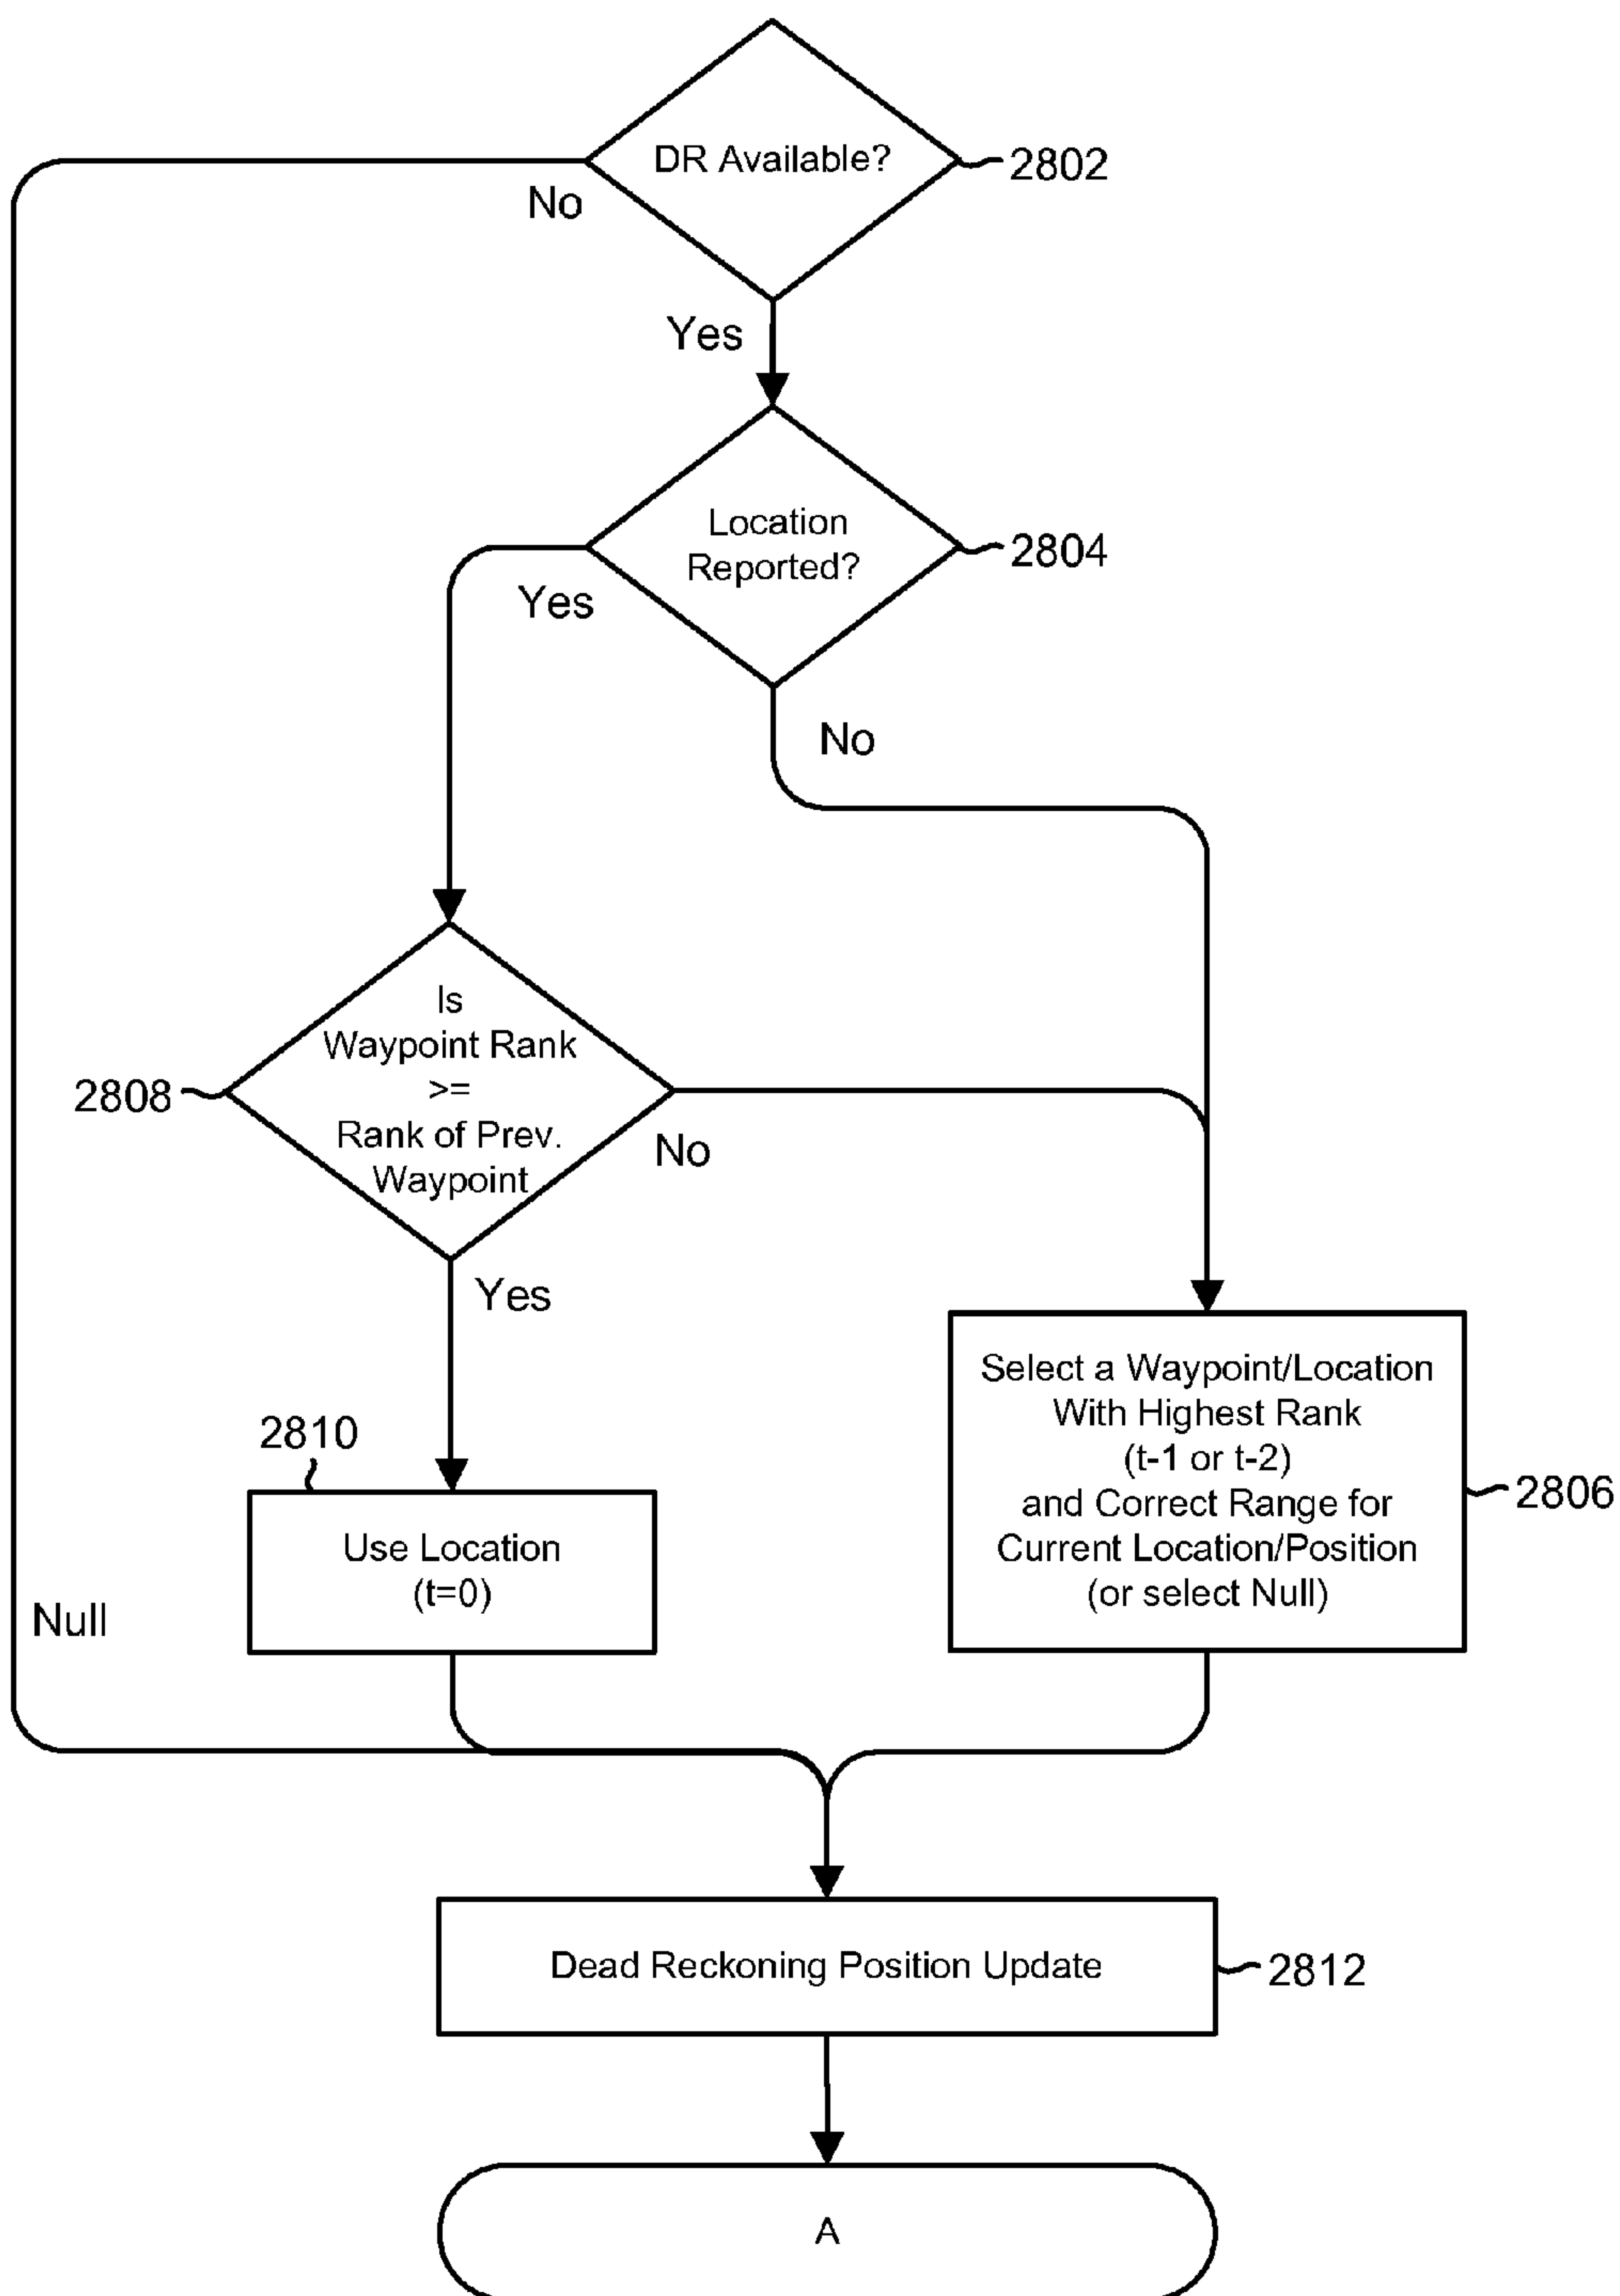 DR Available?
2802
No
Yes
Location
Reported?
2804
Yes
No
Is
Waypoint Rank
>=
Rank of Prev.
Waypoint
2808
No
Yes
Select a Waypoint/Location
With Highest Rank
(t-1 or t-2)
and Correct Range for
Current Location/Position
(or select Null)
2806
2810
Use Location
(t=0)
Null
Dead Reckoning Position Update
2812
A